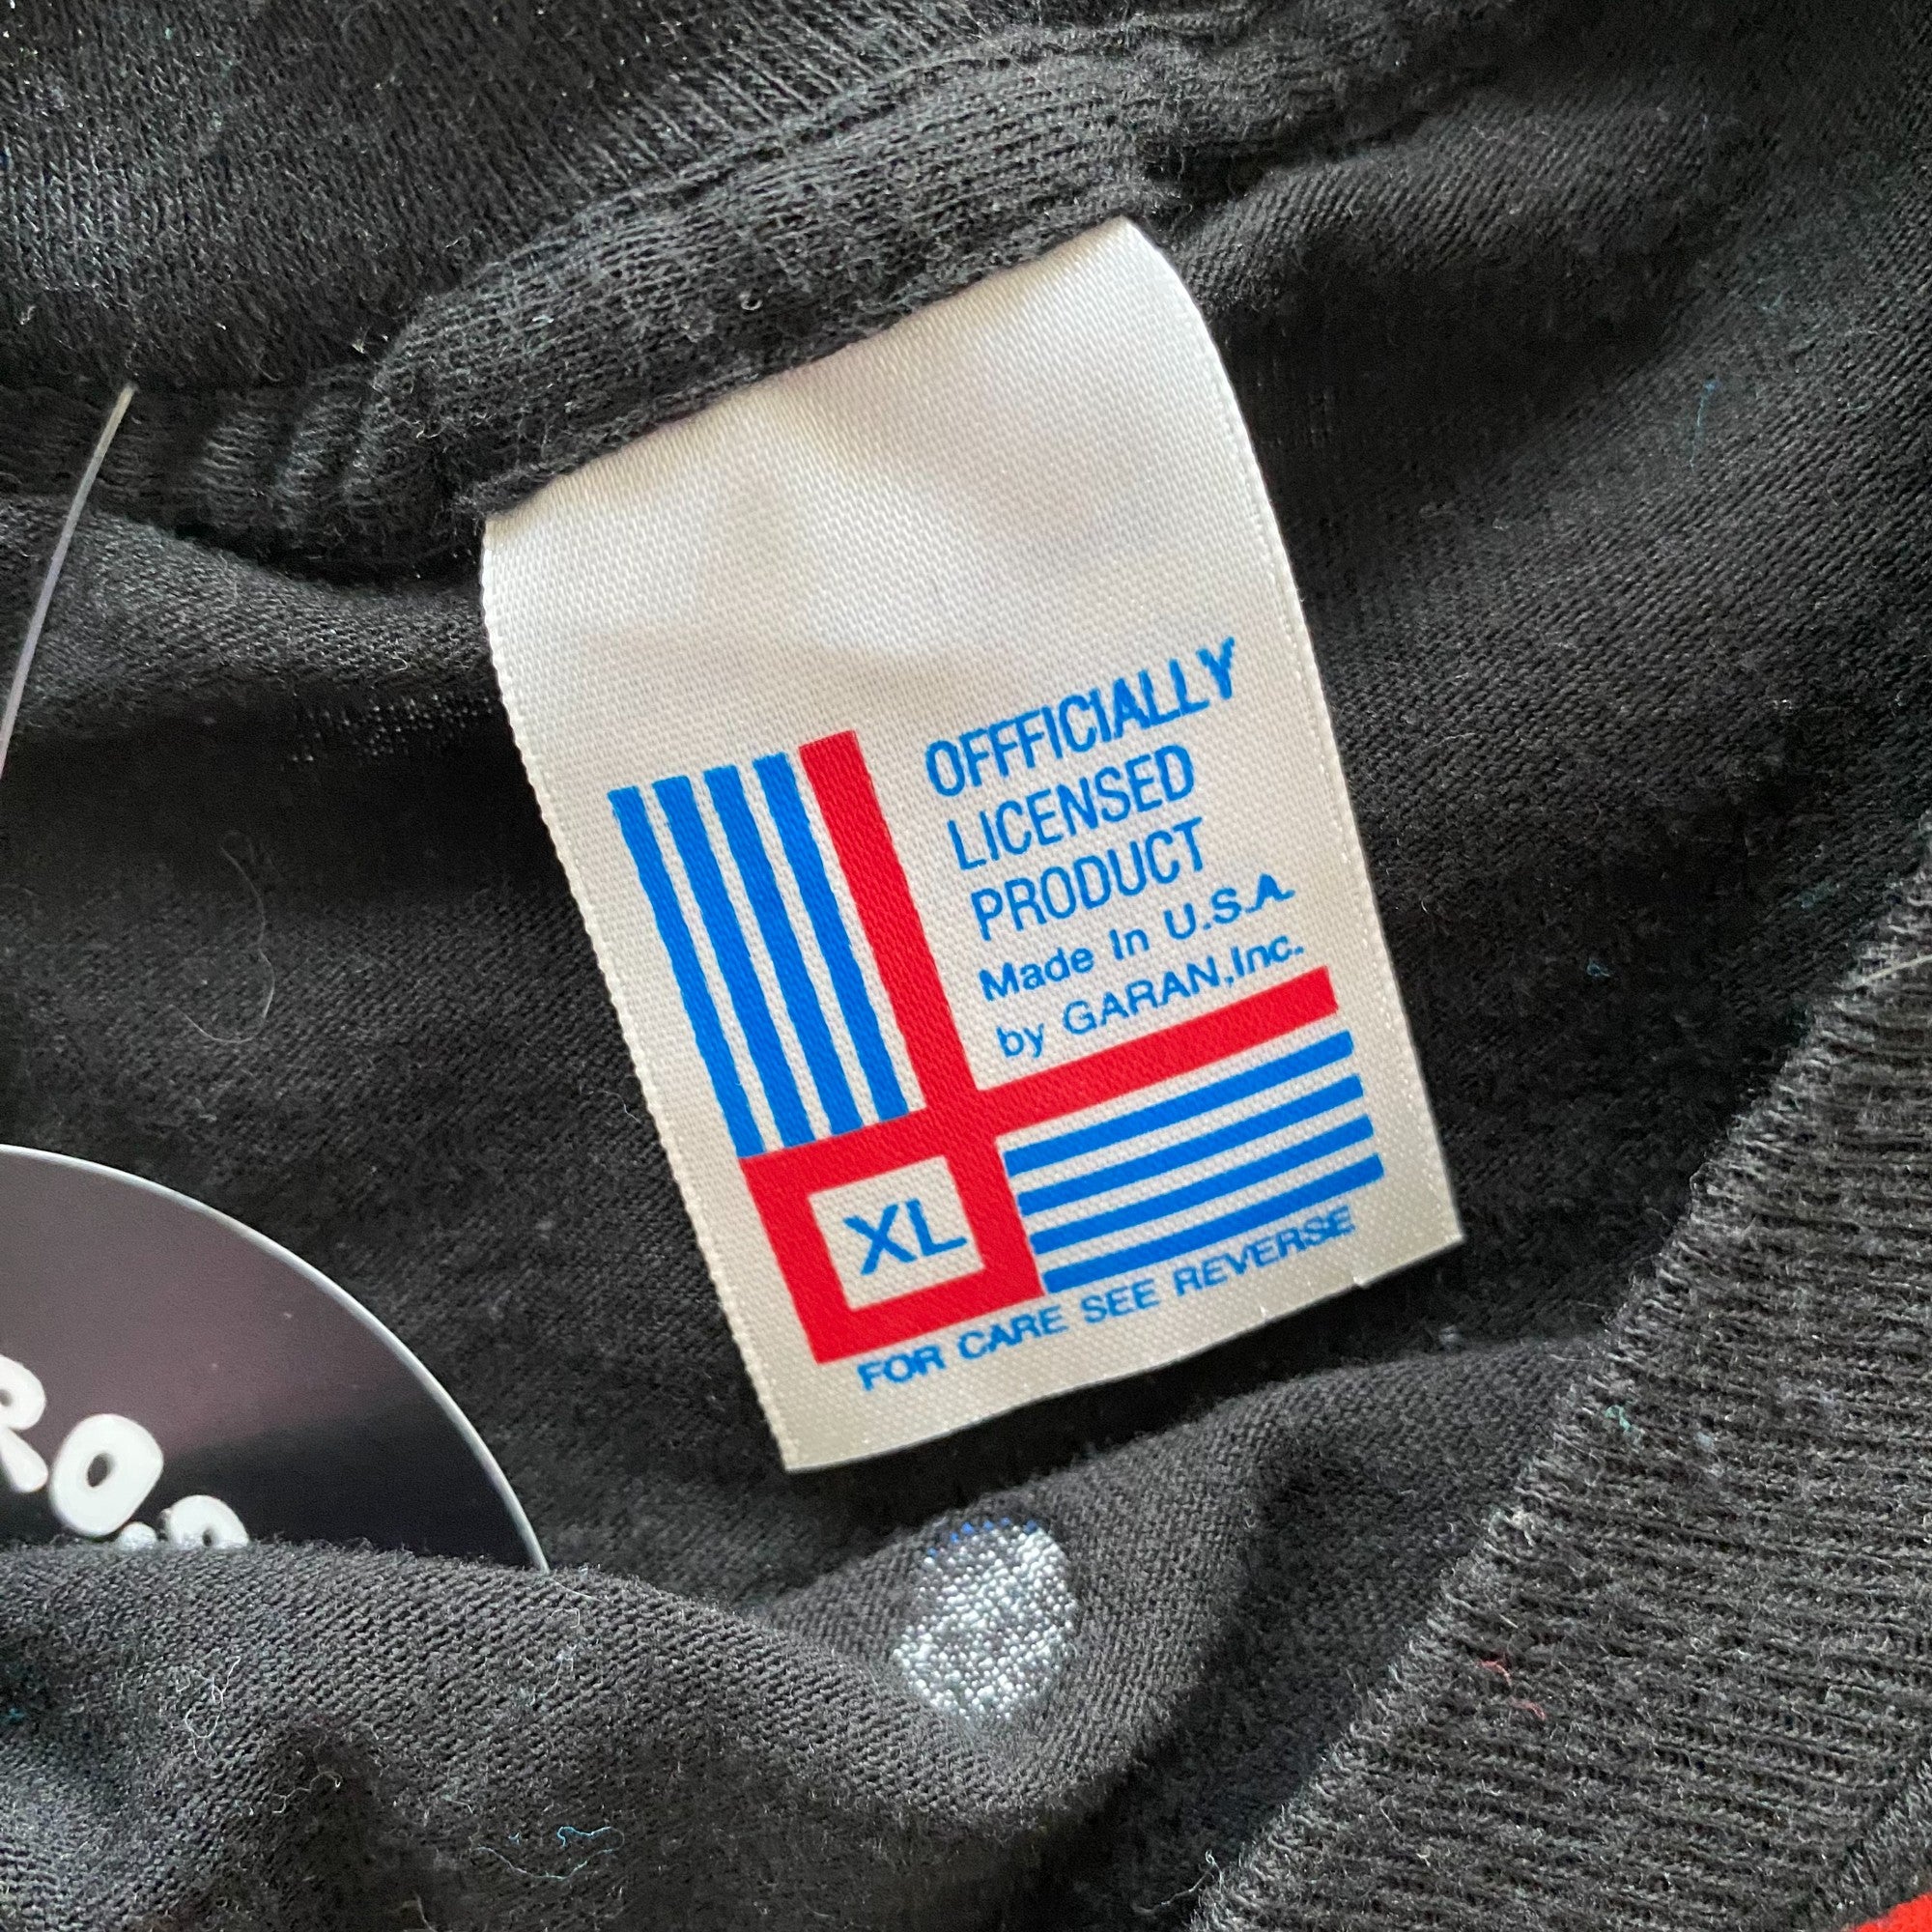 OFFFICIALLY
LICENSED
PRODUCT
Made In U.S.A.
by GARAN,Inc.
XL
FOR CARE SEE REVERSE